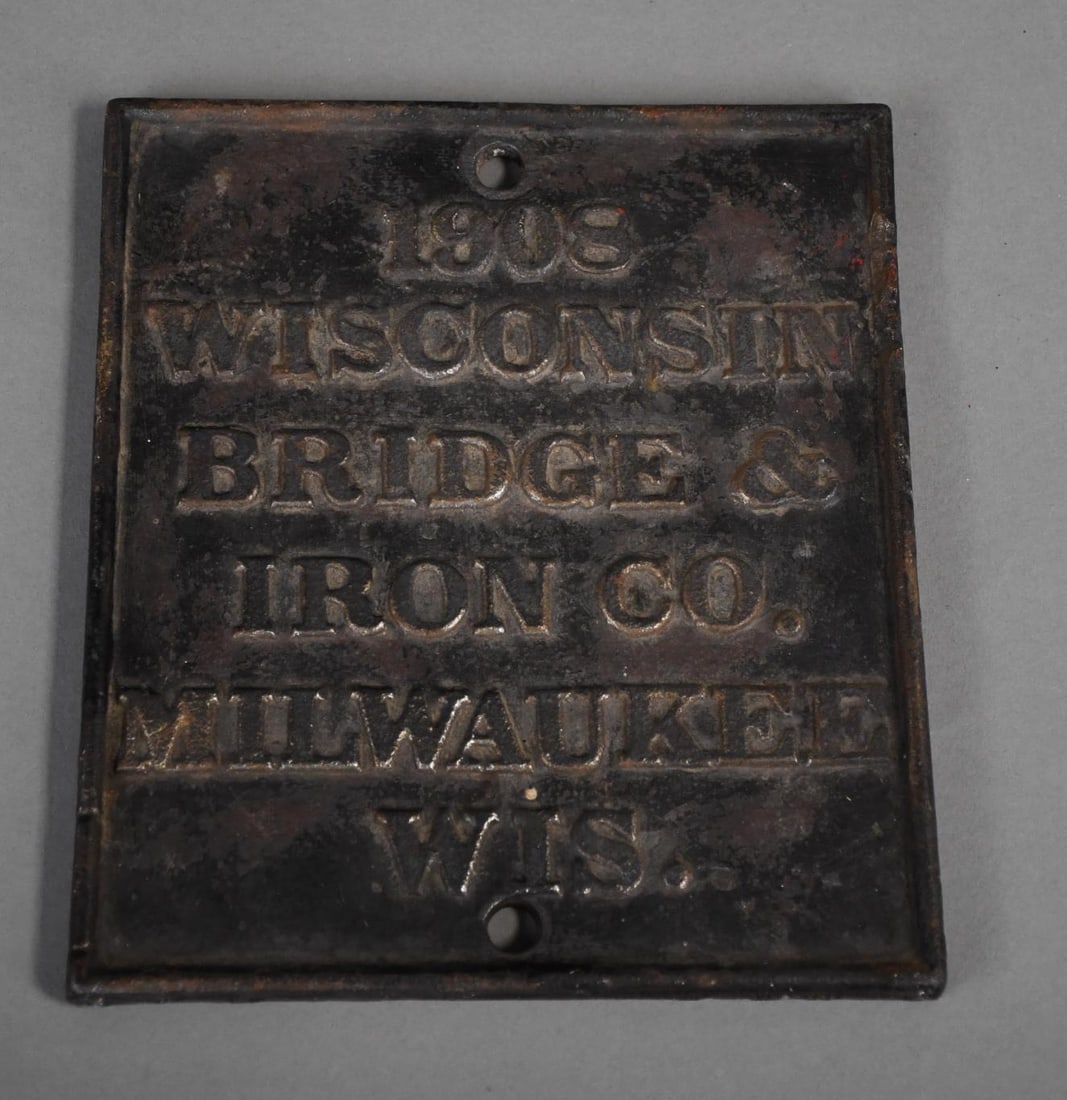 1908
WISCONSIN
BRIDGE &
IRON CO.
MILWAUKEE
WIS.